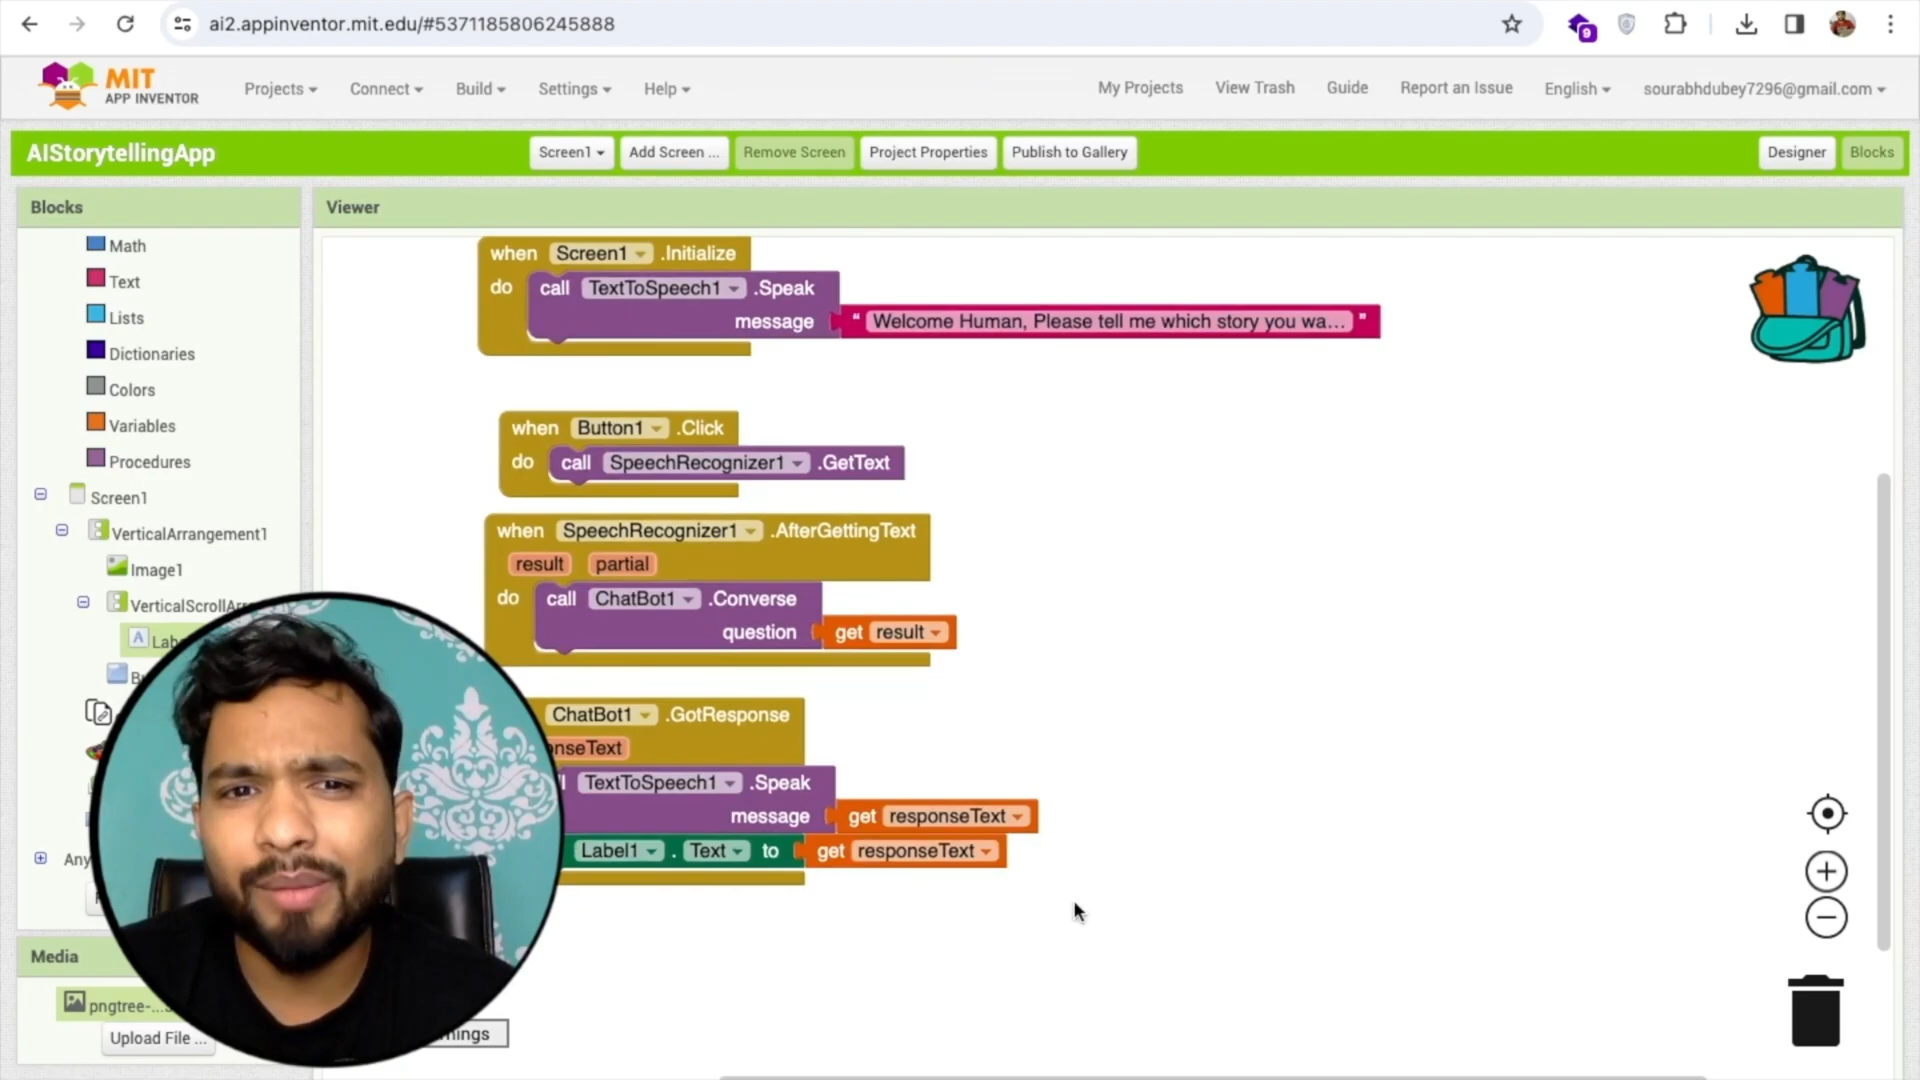 ai2.appinventor.mit.edu/#5371185806245888
9
MIT
APP INVENTOR
Projects
Connect
Build
Settings
Help
My Projects
View Trash
Guide
Report an Issue
English
sourabhdubey7296@gmail.com
AIStorytellingApp
Screen1
Add Screen ...
Remove Screen
Project Properties
Publish to Gallery
Designer
Blocks
Blocks
Viewer
Math
Text
Lists
Dictionaries
Colors
Variables
Procedures
Screen1
VerticalArrangement1
Image1
VerticalScrollArr
A Lab
Any
Media
pngtree-...
Upload File ...
when Screen1 .Initialize
do call TextToSpeech1 .Speak
message “ Welcome Human, Please tell me which story you wa... ”
when Button1 .Click
do call SpeechRecognizer1 .GetText
when SpeechRecognizer1 .AfterGettingText
result partial
do call ChatBot1 .Converse
question get result
ChatBot1 .GotResponse
onseText
TextToSpeech1 .Speak
message get responseText
Label1 . Text to get responseText